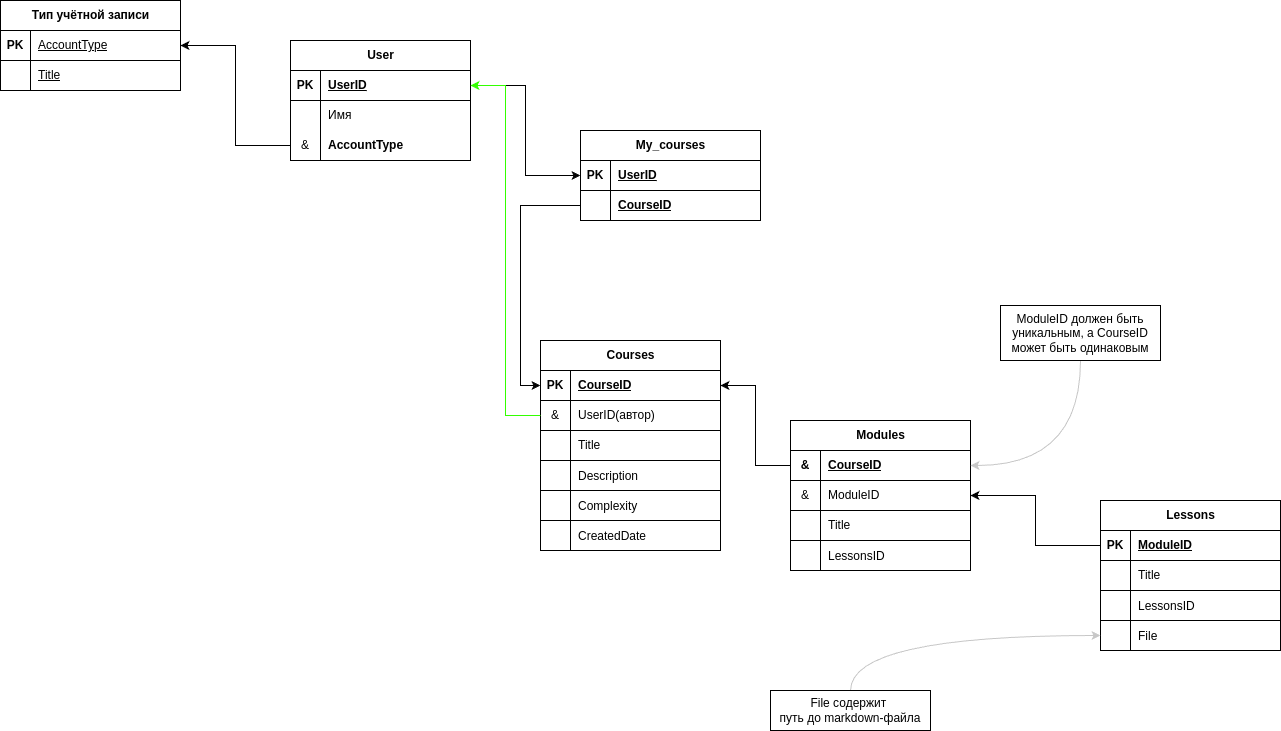 Тип учётной записи
PK AccountType
Title
User
PK UserID
Имя
& AccountType
My_courses
PK UserID
CourseID
ModuleID должен быть
уникальным, а CourseID
может быть одинаковым
Courses
PK CourseID
& UserID(автор)
Title
Description
Complexity
CreatedDate
Modules
& CourseID
& ModuleID
Title
LessonsID
Lessons
PK ModuleID
Title
LessonsID
File
File содержит
путь до markdown-файла